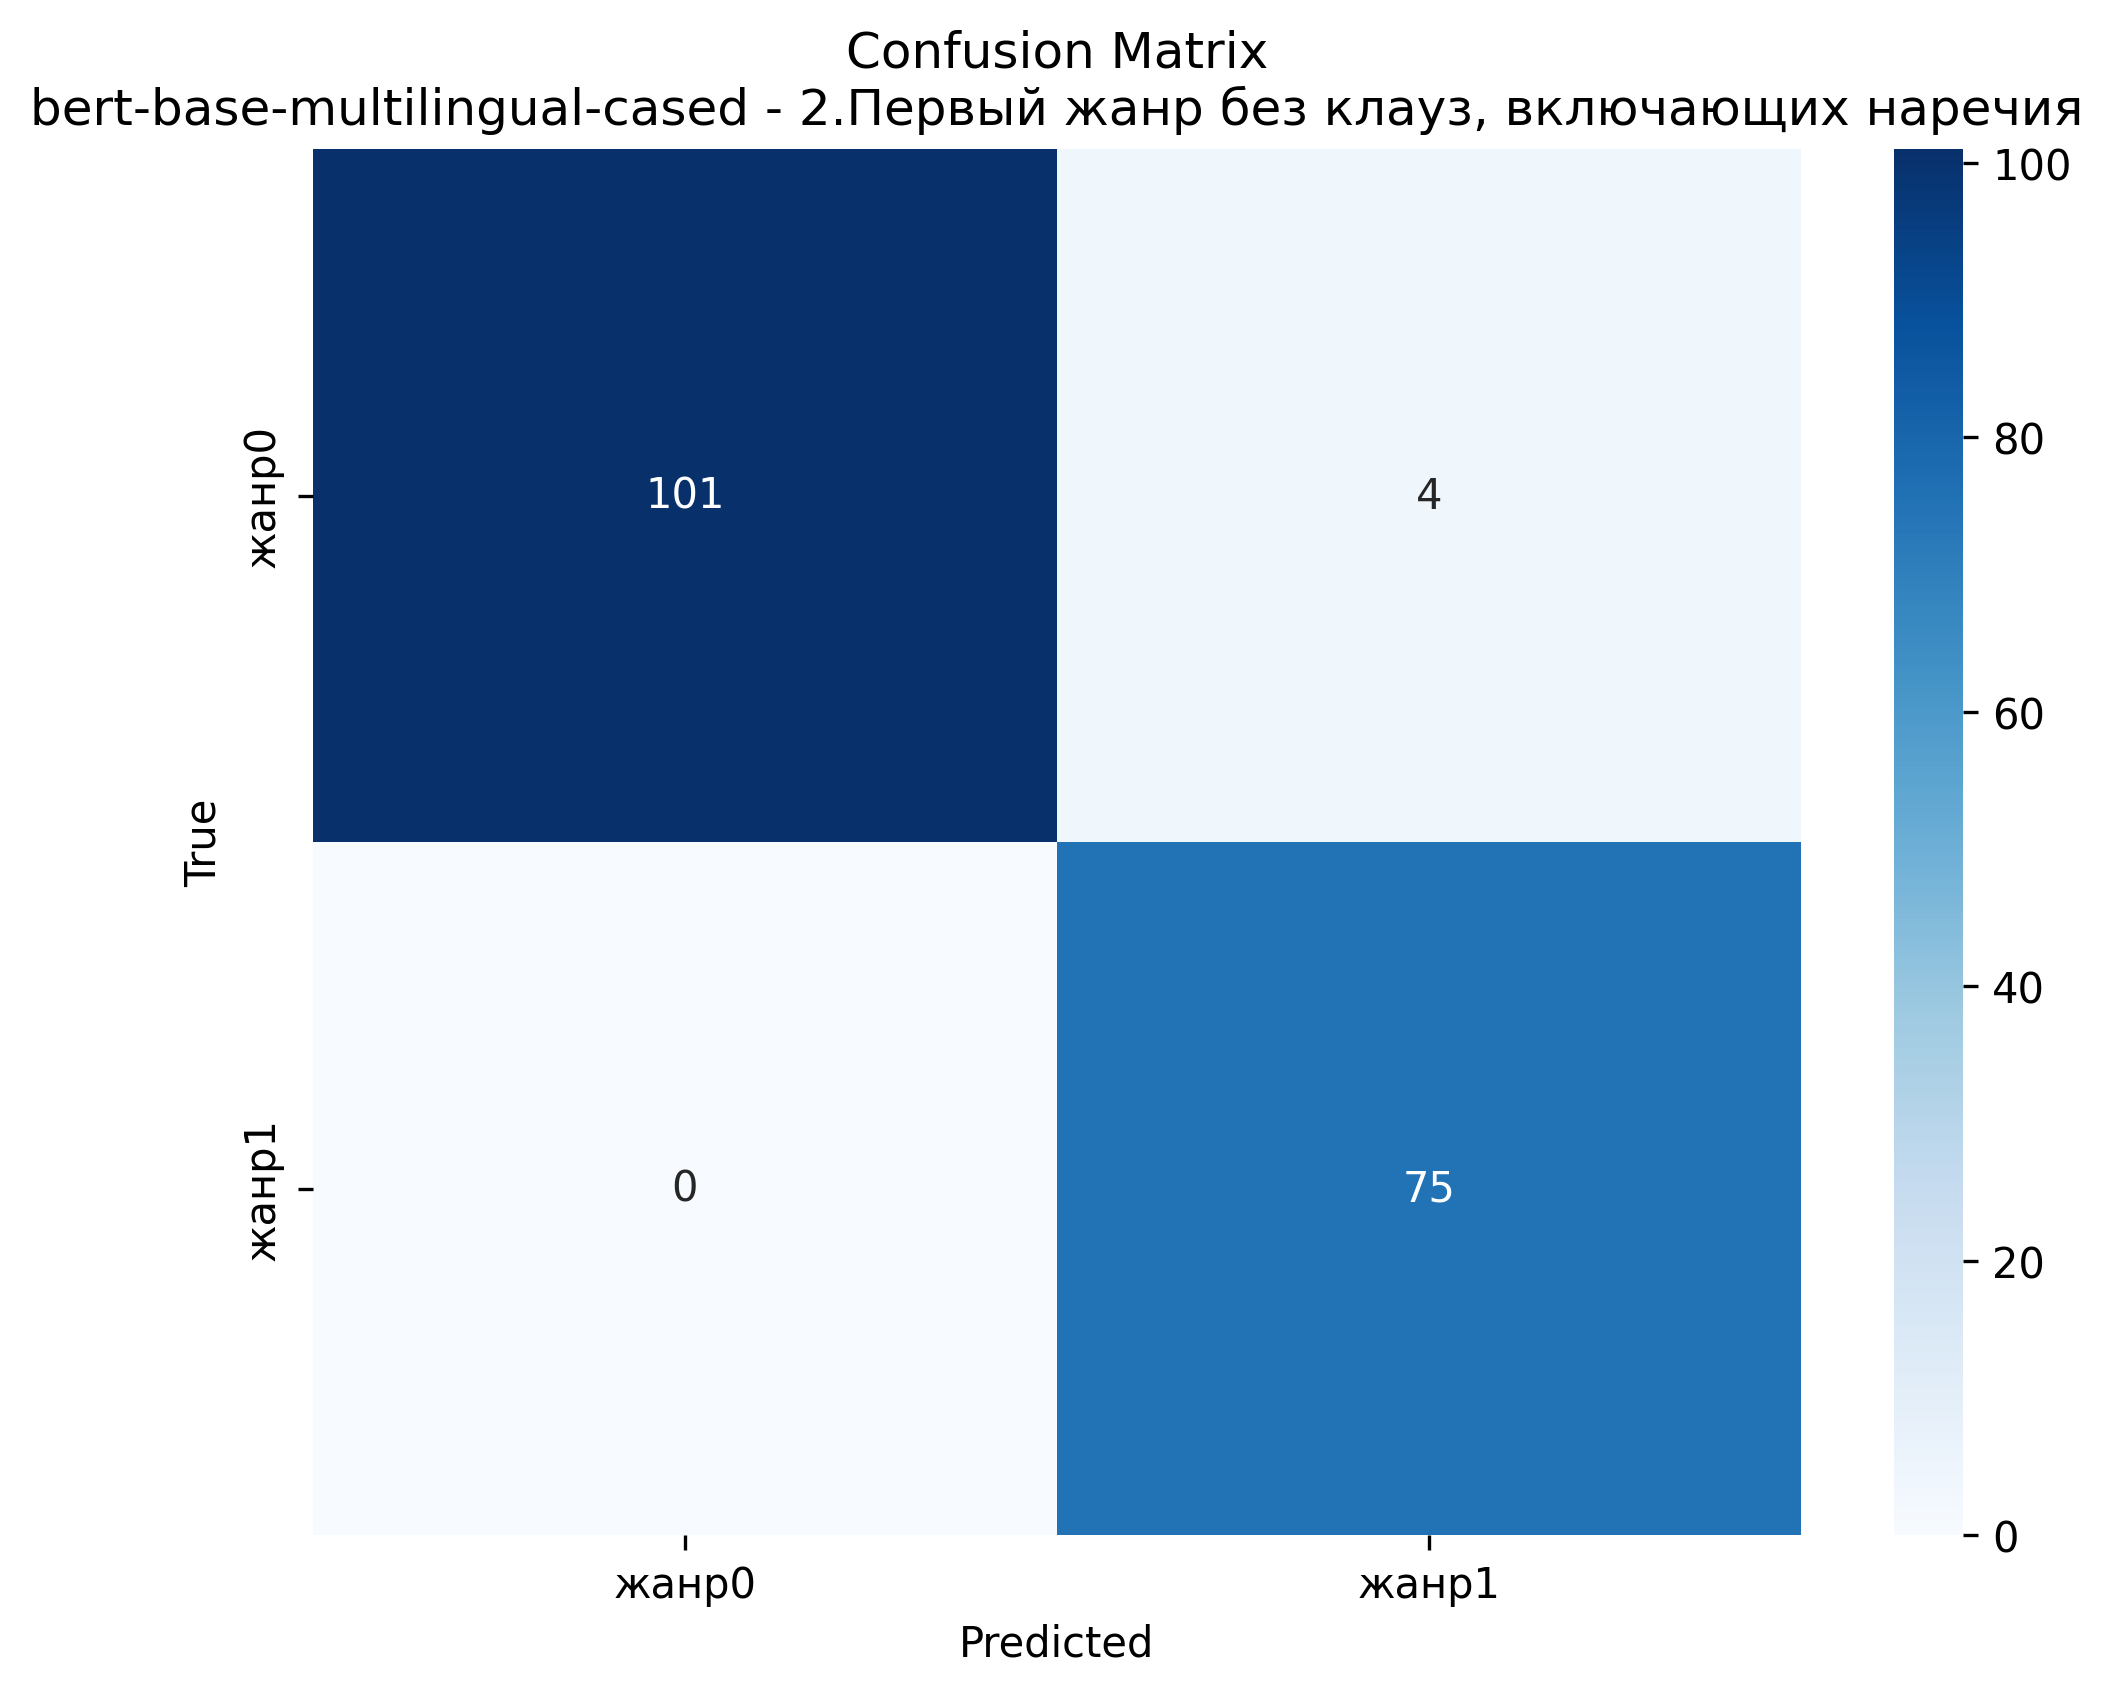 Confusion Matrix
bert-base-multilingual-cased - 2.Первый жанр без клауз, включающих наречия
100
80
60
40
20
0
True
жанр0
101
4
жанр1
0
75
жанр0
жанр1
Predicted